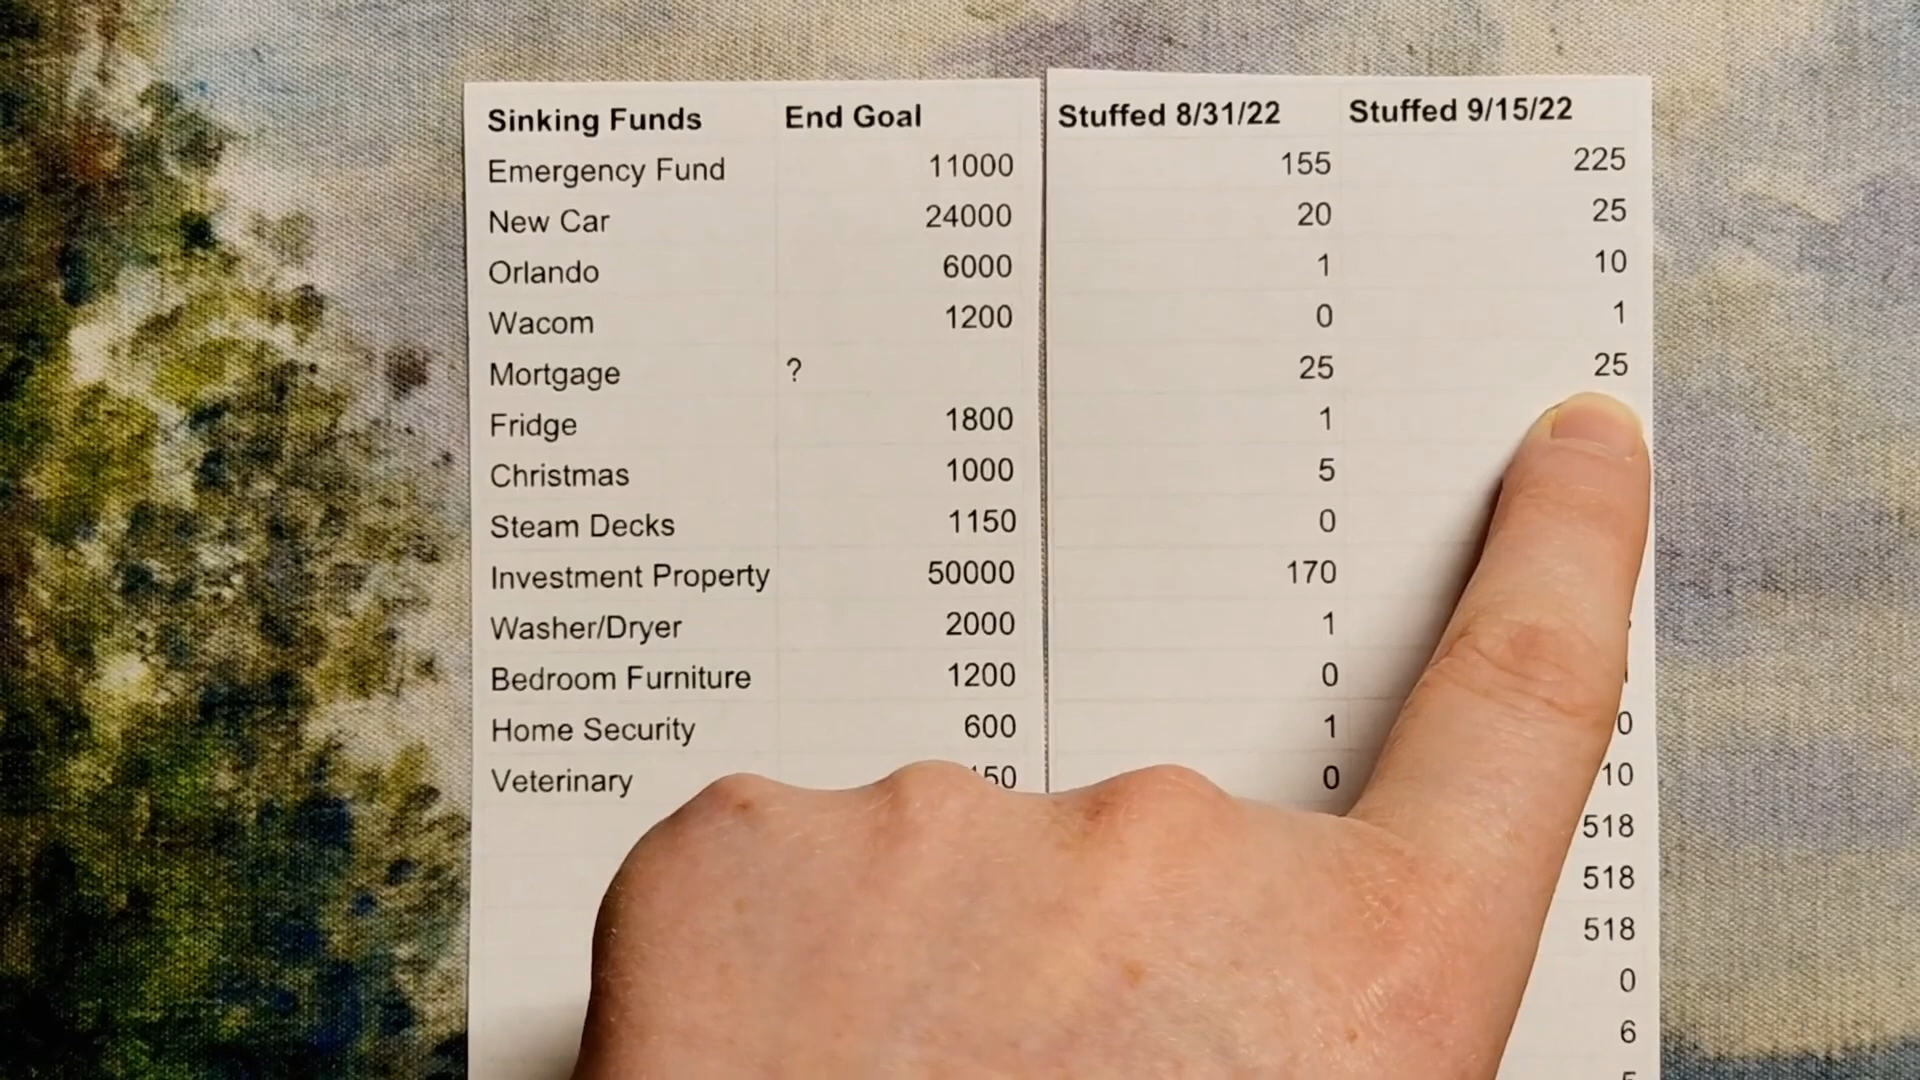 Sinking Funds End Goal Stuffed 8/31/22 Stuffed 9/15/22
Emergency Fund 11000 155 225
New Car 24000 20 25
Orlando 6000 1 10
Wacom 1200 0 1
Mortgage ? 25 25
Fridge 1800 1
Christmas 1000 5
Steam Decks 1150 0
Investment Property 50000 170
Washer/Dryer 2000 1
Bedroom Furniture 1200 0
Home Security 600 1 0
Veterinary 50 0 10
518
518
518
0
6